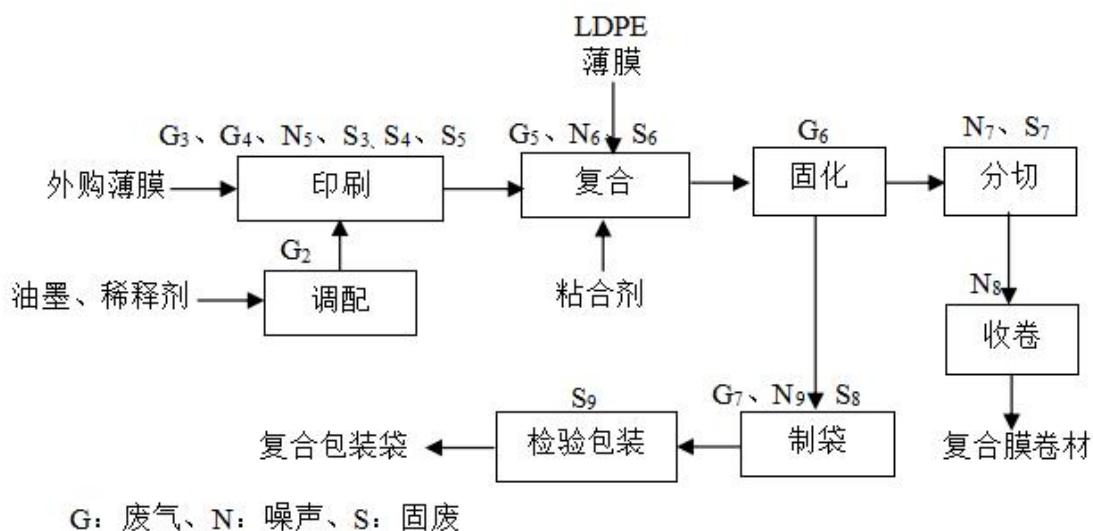 LDPE
薄膜
G₃、G₄、N₅、S₃、S₄、S₅
G₅、N₆、S₆
G₆
N₇、S₇
外购薄膜
印刷
复合
固化
分切
G₂
N₈
油墨、稀释剂
调配
粘合剂
收卷
G₇、N₉ S₈
S₉
复合包装袋
检验包装
制袋
复合膜卷材
G：废气、N：噪声、S：固废